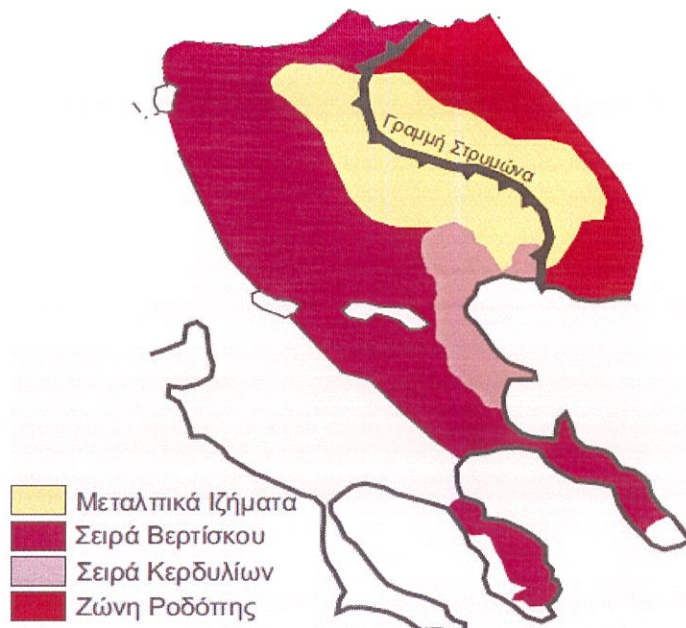 Γραμμή Στρυμώνα
Μεταλπικά Ιζήματα
Σειρά Βερτίσκου
Σειρά Κερδυλίων
Ζώνη Ροδόπης